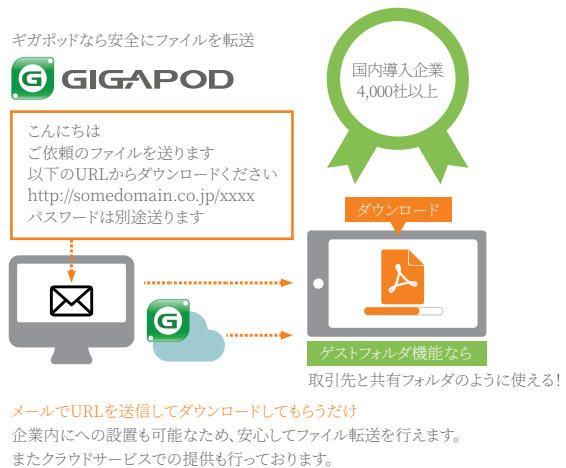 ギガポッドなら安全にファイルを転送
G GIGAPOD
国内導入企業
4,000社以上
こんにちは
ご依頼のファイルを送ります
以下のURLからダウンロードください
http://somedomain.co.jp/xxxx
パスワードは別途送ります
ダウンロード
G
ゲストフォルダ機能なら
取引先と共有フォルダのように使える!
メールでURLを送信してダウンロードしてもらうだけ
企業内にへの設置も可能なため、安心してファイル転送を行えます。
またクラウドサービスでの提供も行っております。